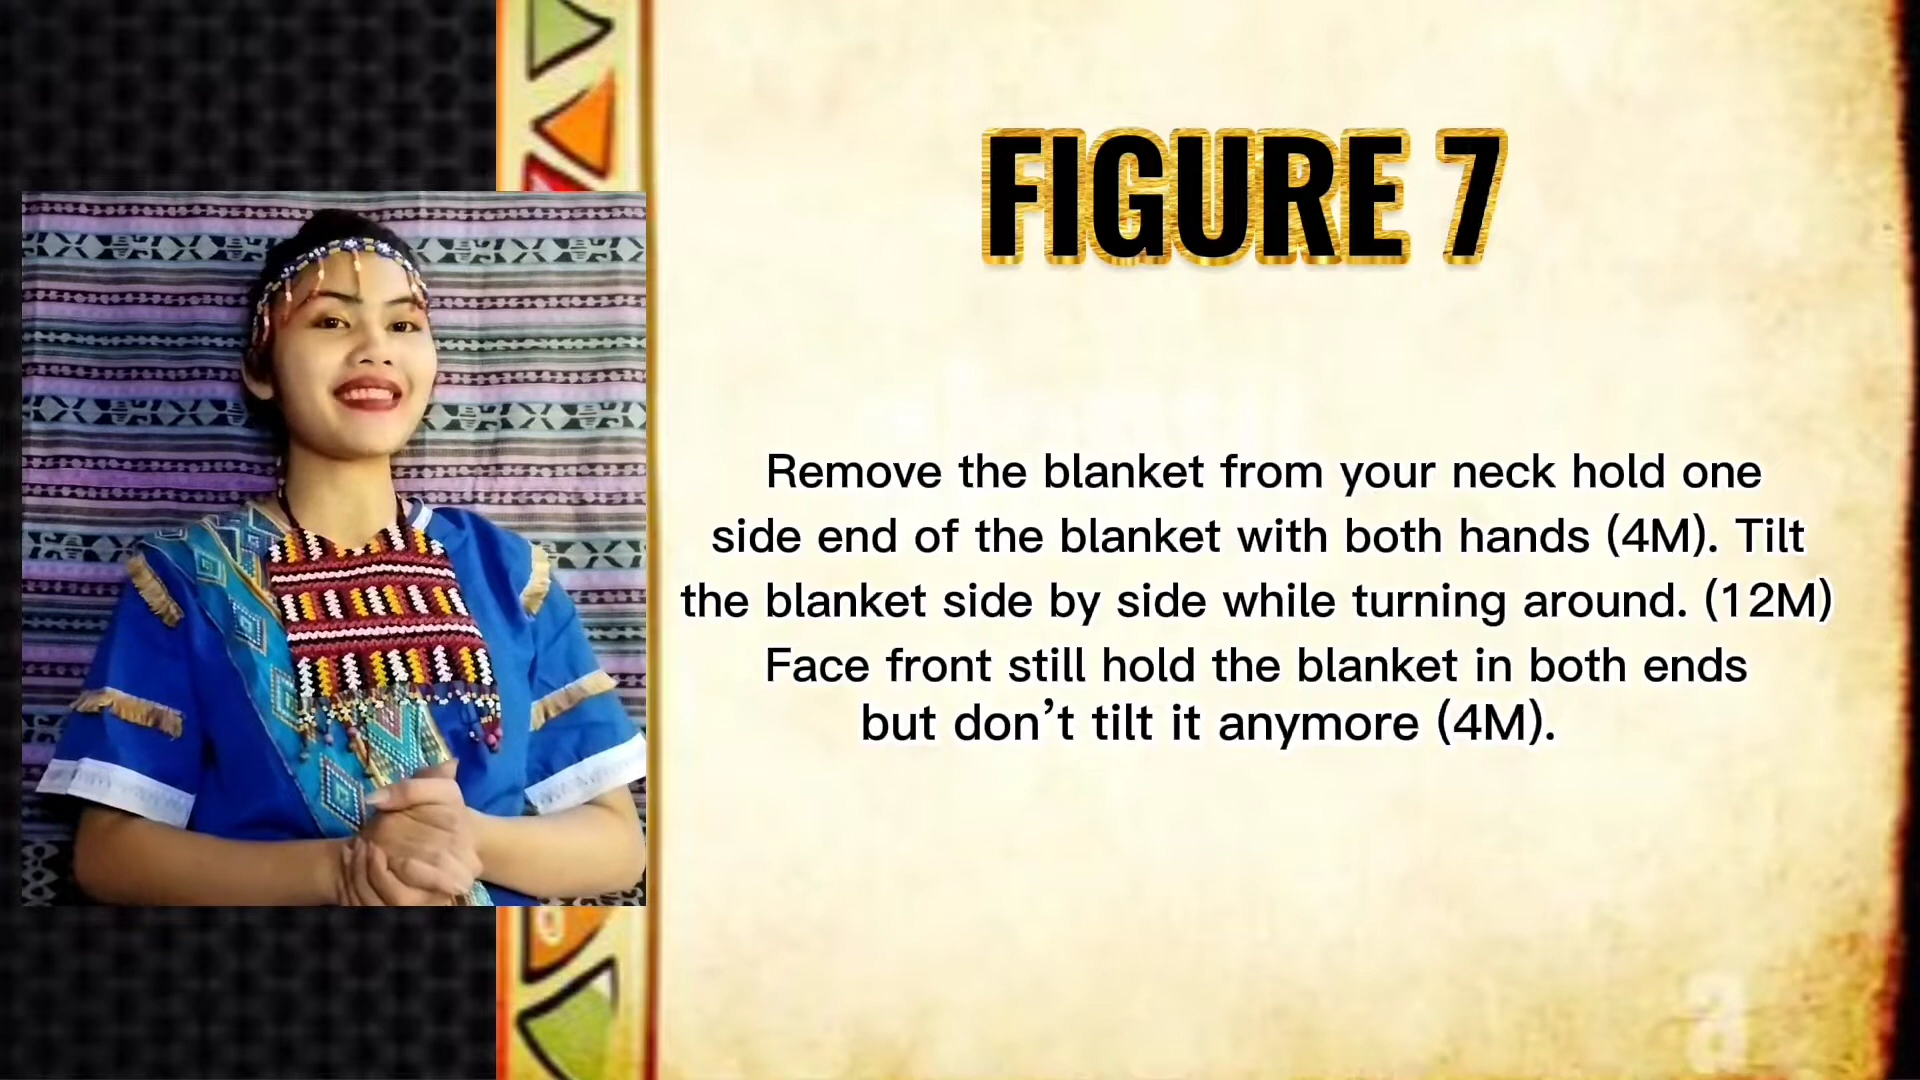 FIGURE 7
Remove the blanket from your neck hold one
side end of the blanket with both hands (4M). Tilt
the blanket side by side while turning around. (12M)
Face front still hold the blanket in both ends
but don’t tilt it anymore (4M).
a